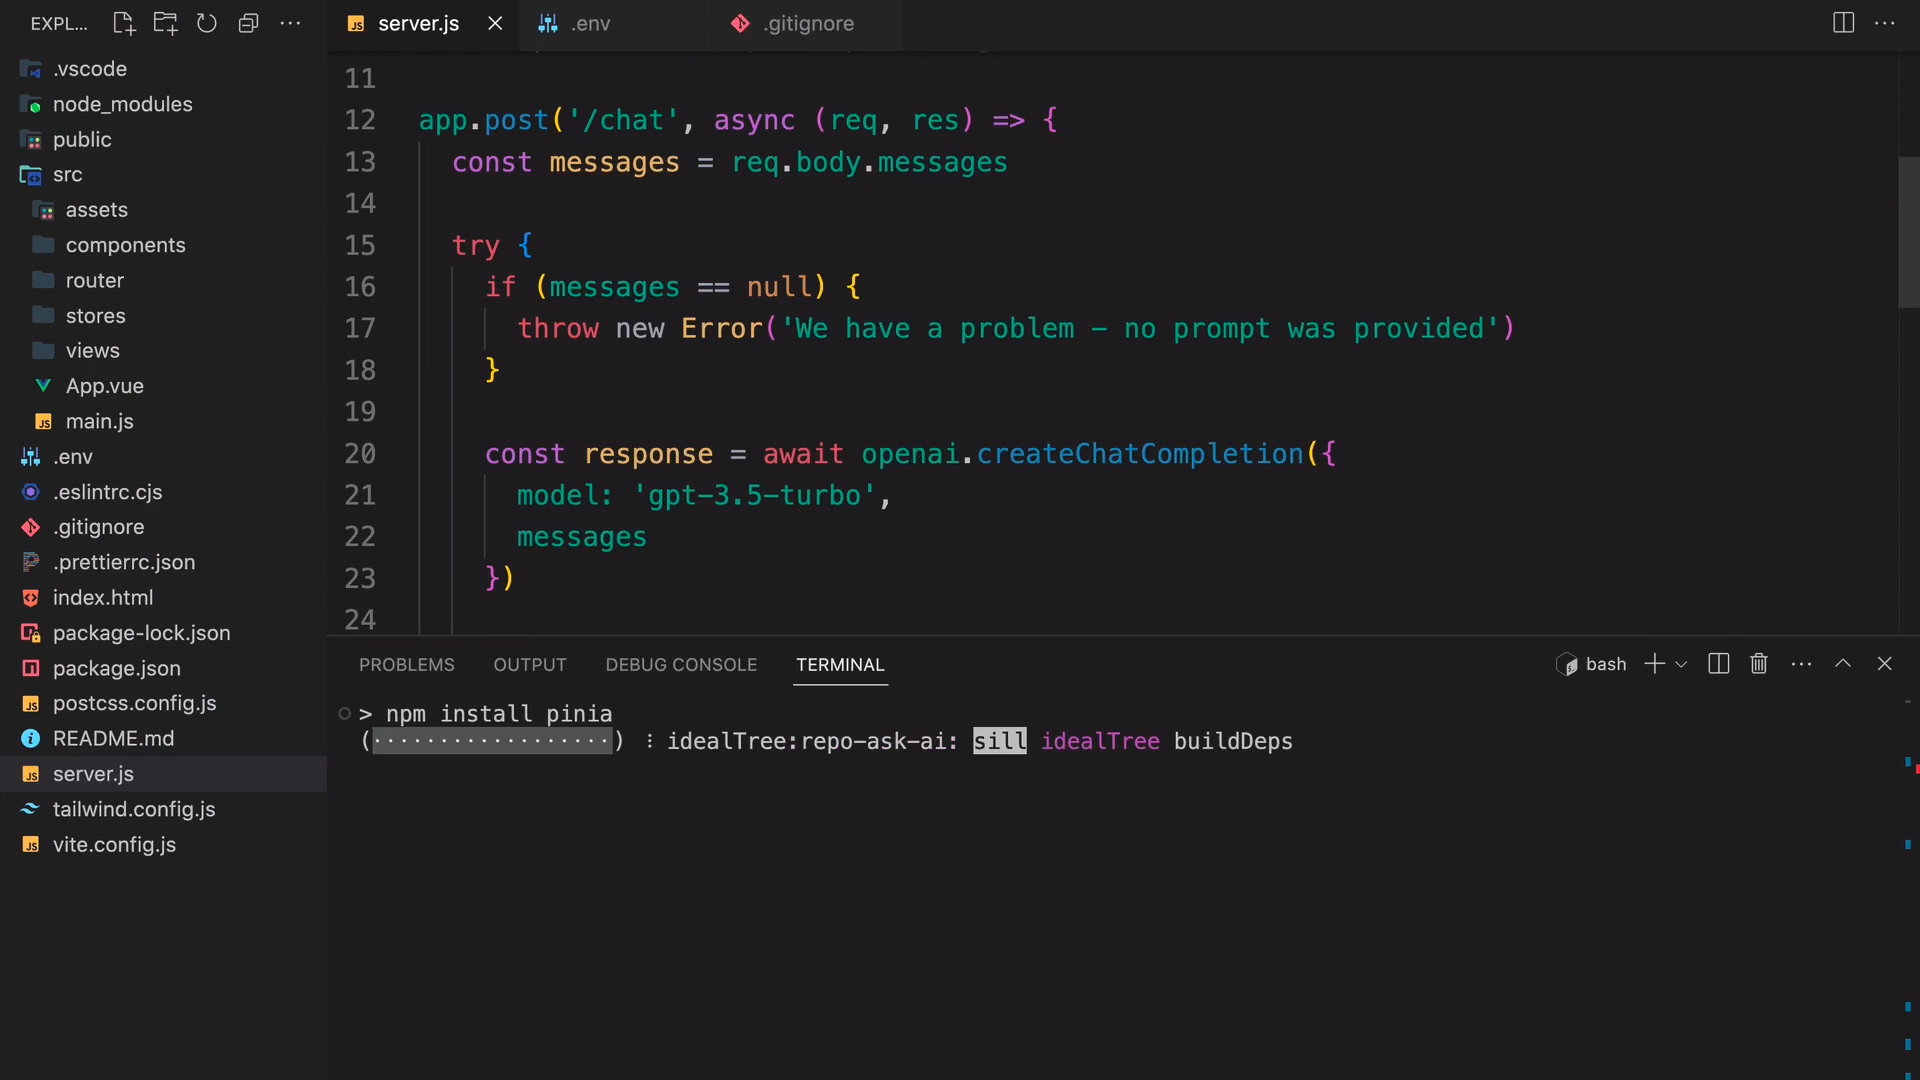 EXPL...
server.js
.env
.gitignore
.vscode
node_modules
public
src
assets
components
router
stores
views
App.vue
main.js
.env
.eslintrc.cjs
.gitignore
.prettierrc.json
index.html
package-lock.json
package.json
postcss.config.js
README.md
server.js
tailwind.config.js
vite.config.js
11
12 app.post('/chat', async (req, res) => {
13 const messages = req.body.messages
14
15 try {
16 if (messages == null) {
17 throw new Error('We have a problem - no prompt was provided')
18 }
19
20 const response = await openai.createChatCompletion({
21 model: 'gpt-3.5-turbo',
22 messages
23 })
24
PROBLEMS OUTPUT DEBUG CONSOLE TERMINAL
bash
> npm install pinia
(··················) ⸽ idealTree:repo-ask-ai: sill idealTree buildDeps